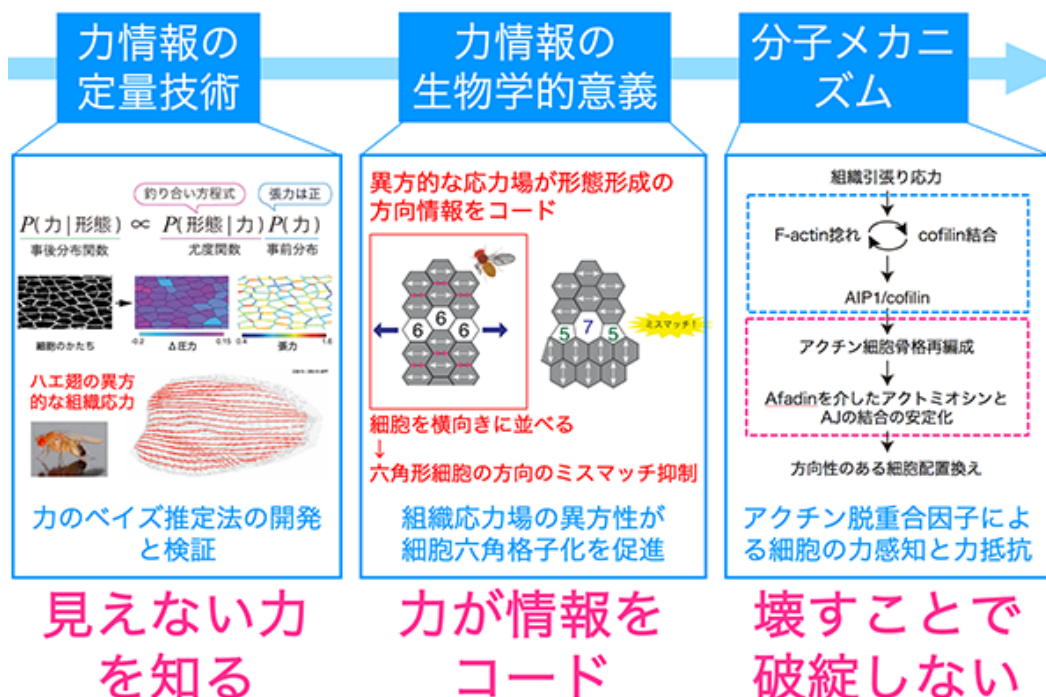 力情報の
定量技術
力情報の
生物学的意義
分子メカニ
ズム
釣り合い方程式
張力は正
P(力|形態) ∝ P(形態|力)P(力)
事後分布関数
尤度関数
事前分布
細胞のかたち
-0.2
0.15
Δ圧力
0.4
1.6
張力
ハエ翅の異方
的な組織応力
力のベイズ推定法の開発
と検証
異方的な応力場が形態形成の
方向情報をコード
6
6
6
5
7
5
ミスマッチ!
細胞を横向きに並べる
↓
六角形細胞の方向のミスマッチ抑制
組織応力場の異方性が
細胞六角格子化を促進
組織引張り応力
F-actin捻れ
cofilin結合
AIP1/cofilin
アクチン細胞骨格再編成
Afadinを介したアクトミオシンと
AJの結合の安定化
方向性のある細胞配置換え
アクチン脱重合因子によ
る細胞の力感知と力抵抗
見えない力
を知る
力が情報を
コード
壊すことで
破綻しない